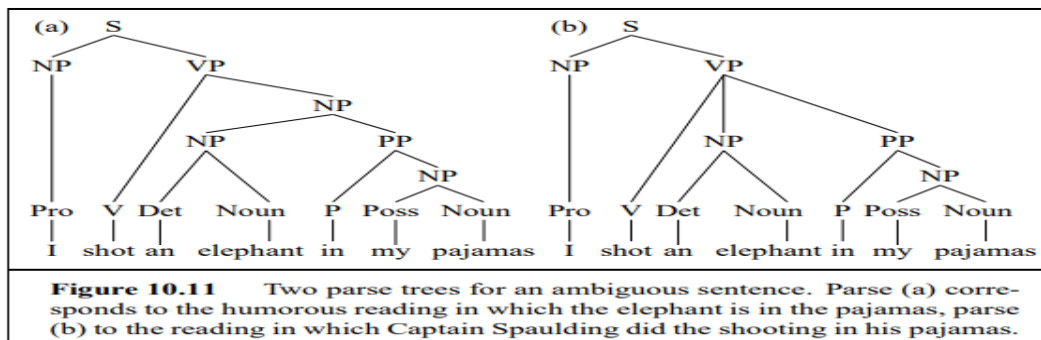 (a) S (b) S
NP VP NP VP
NP
NP PP NP PP
NP NP
Pro V Det Noun P Poss Noun Pro V Det Noun P Poss Noun
I shot an elephant in my pajamas I shot an elephant in my pajamas
Figure 10.11 Two parse trees for an ambiguous sentence. Parse (a) corre-
sponds to the humorous reading in which the elephant is in the pajamas, parse
(b) to the reading in which Captain Spaulding did the shooting in his pajamas.